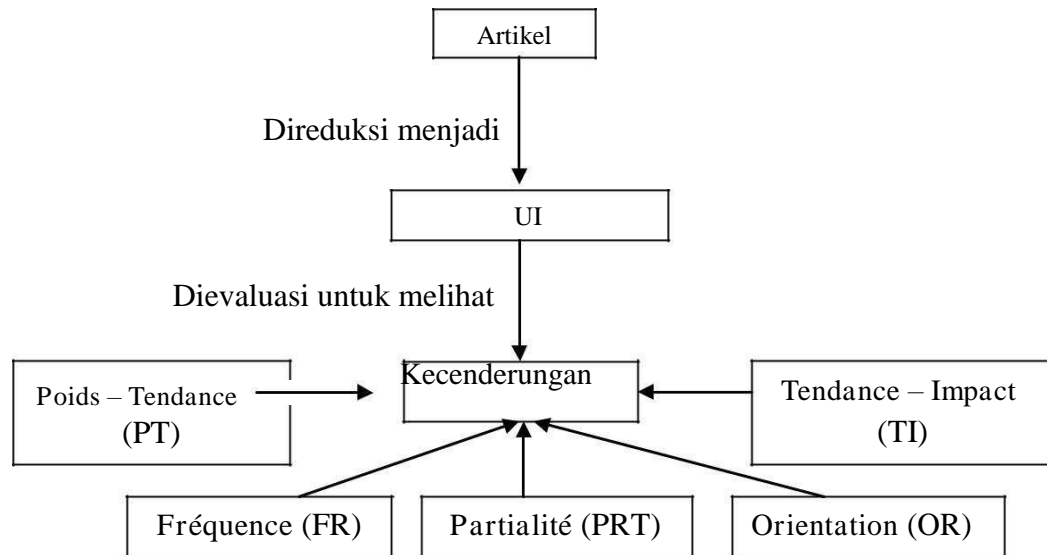 Artikel
Direduksi menjadi
UI
Dievaluasi untuk melihat
Kecenderungan
Poids – Tendance
(PT)
Tendance – Impact
(TI)
Fréquence (FR)
Partialité (PRT)
Orientation (OR)